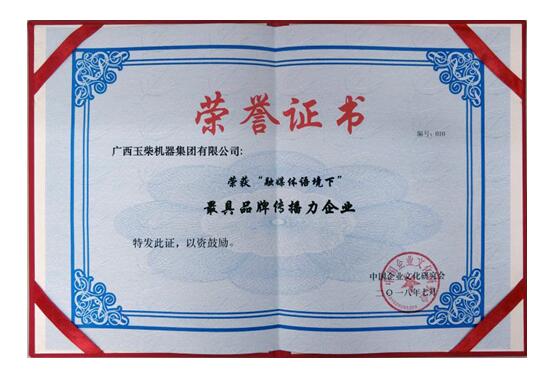 荣誉证书
编号：010
广西玉柴机器集团有限公司：
荣获“融媒体语境下”
最具品牌传播力企业
特发此证，以资鼓励。
中国企业文化研究会
二〇一八年七月